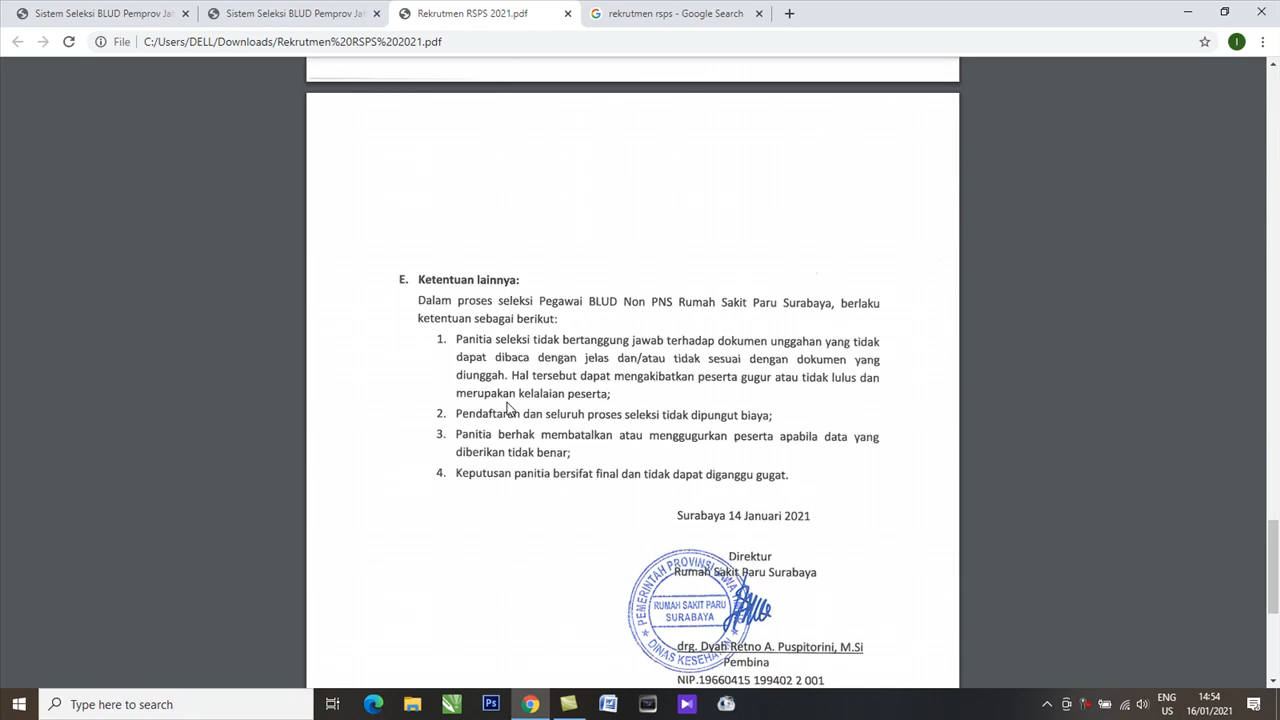 Sistem Seleksi BLUD Pemprov Jat
Sistem Seleksi BLUD Pemprov Jat
Rekrutmen RSPS 2021.pdf
rekrutmen rsps - Google Search
File
C:/Users/DELL/Downloads/Rekrutmen%20RSPS%202021.pdf
I
E. Ketentuan lainnya:
Dalam proses seleksi Pegawai BLUD Non PNS Rumah Sakit Paru Surabaya, berlaku
ketentuan sebagai berikut:
1. Panitia seleksi tidak bertanggung jawab terhadap dokumen unggahan yang tidak
dapat dibaca dengan jelas dan/atau tidak sesuai dengan dokumen yang
diunggah. Hal tersebut dapat mengakibatkan peserta gugur atau tidak lulus dan
merupakan kelalaian peserta;
2. Pendaftaran dan seluruh proses seleksi tidak dipungut biaya;
3. Panitia berhak membatalkan atau menggugurkan peserta apabila data yang
diberikan tidak benar;
4. Keputusan panitia bersifat final dan tidak dapat diganggu gugat.
Surabaya 14 Januari 2021
Direktur
Rumah Sakit Paru Surabaya
PEMERINTAH PROVINSI JAWA
RUMAH SAKIT PARU
SURABAYA
DINAS KESEHATAN
drg. Dyah Retno A. Puspitorini, M.Si
Pembina
NIP.19660415 199402 2 001
Type here to search
Ps
ENG
US
14:54
16/01/2021